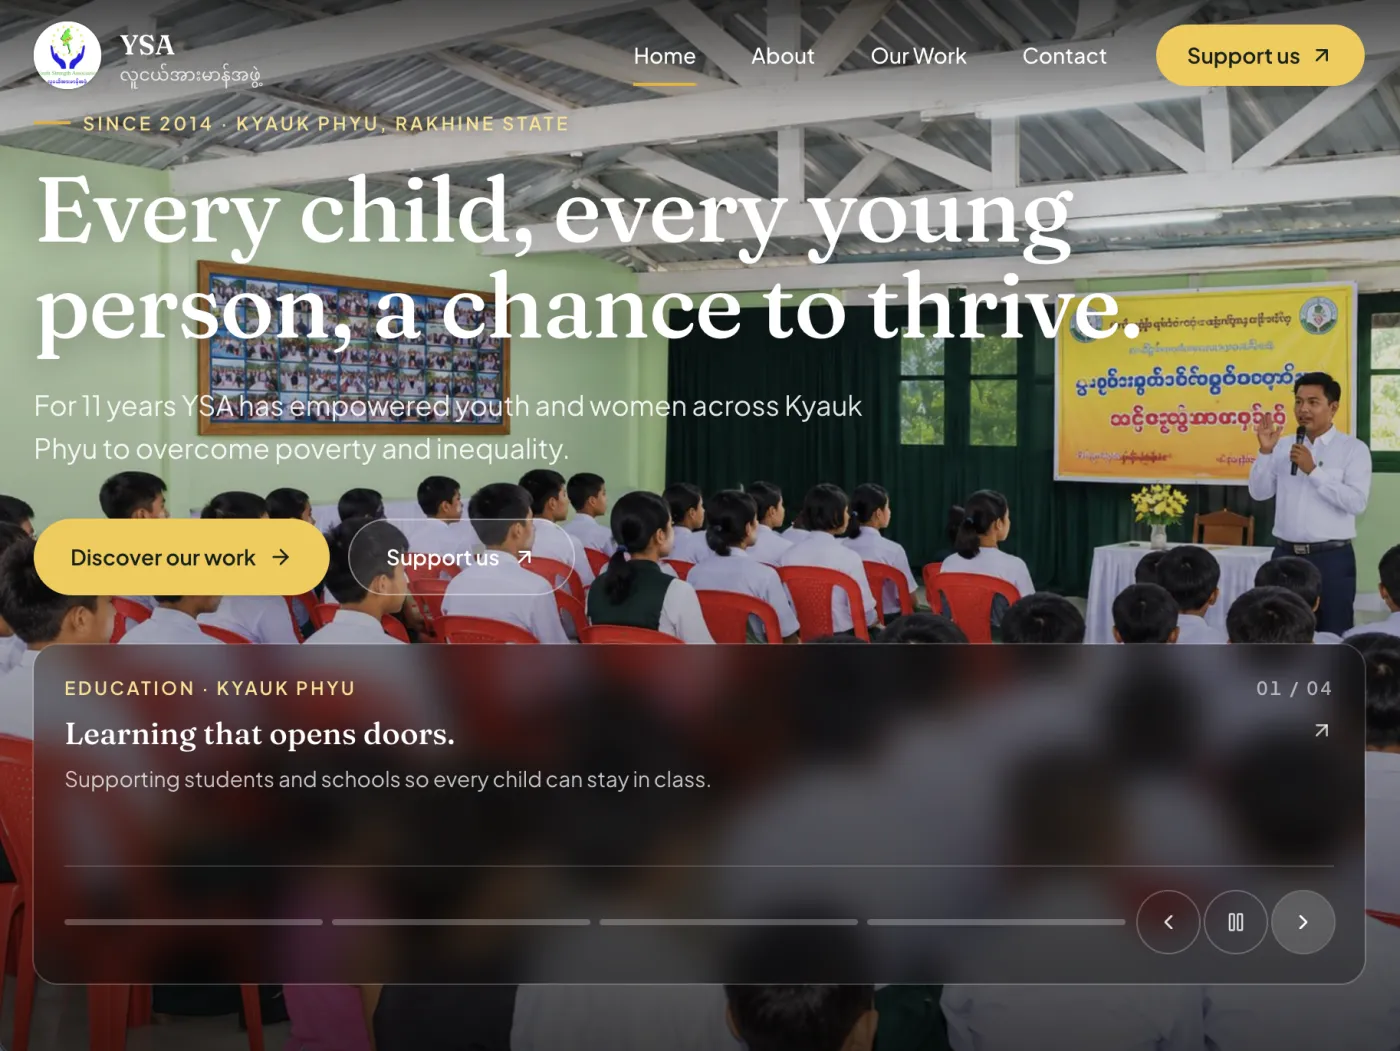 YSA
လူငယ်အားမာန်အဖွဲ့
Home
About
Our Work
Contact
Support us
SINCE 2014 · KYAUK PHYU, RAKHINE STATE
Every child, every young
person, a chance to thrive.
For 11 years YSA has empowered youth and women across Kyauk
Phyu to overcome poverty and inequality.
Discover our work
Support us
EDUCATION · KYAUK PHYU
01 / 04
Learning that opens doors.
Supporting students and schools so every child can stay in class.